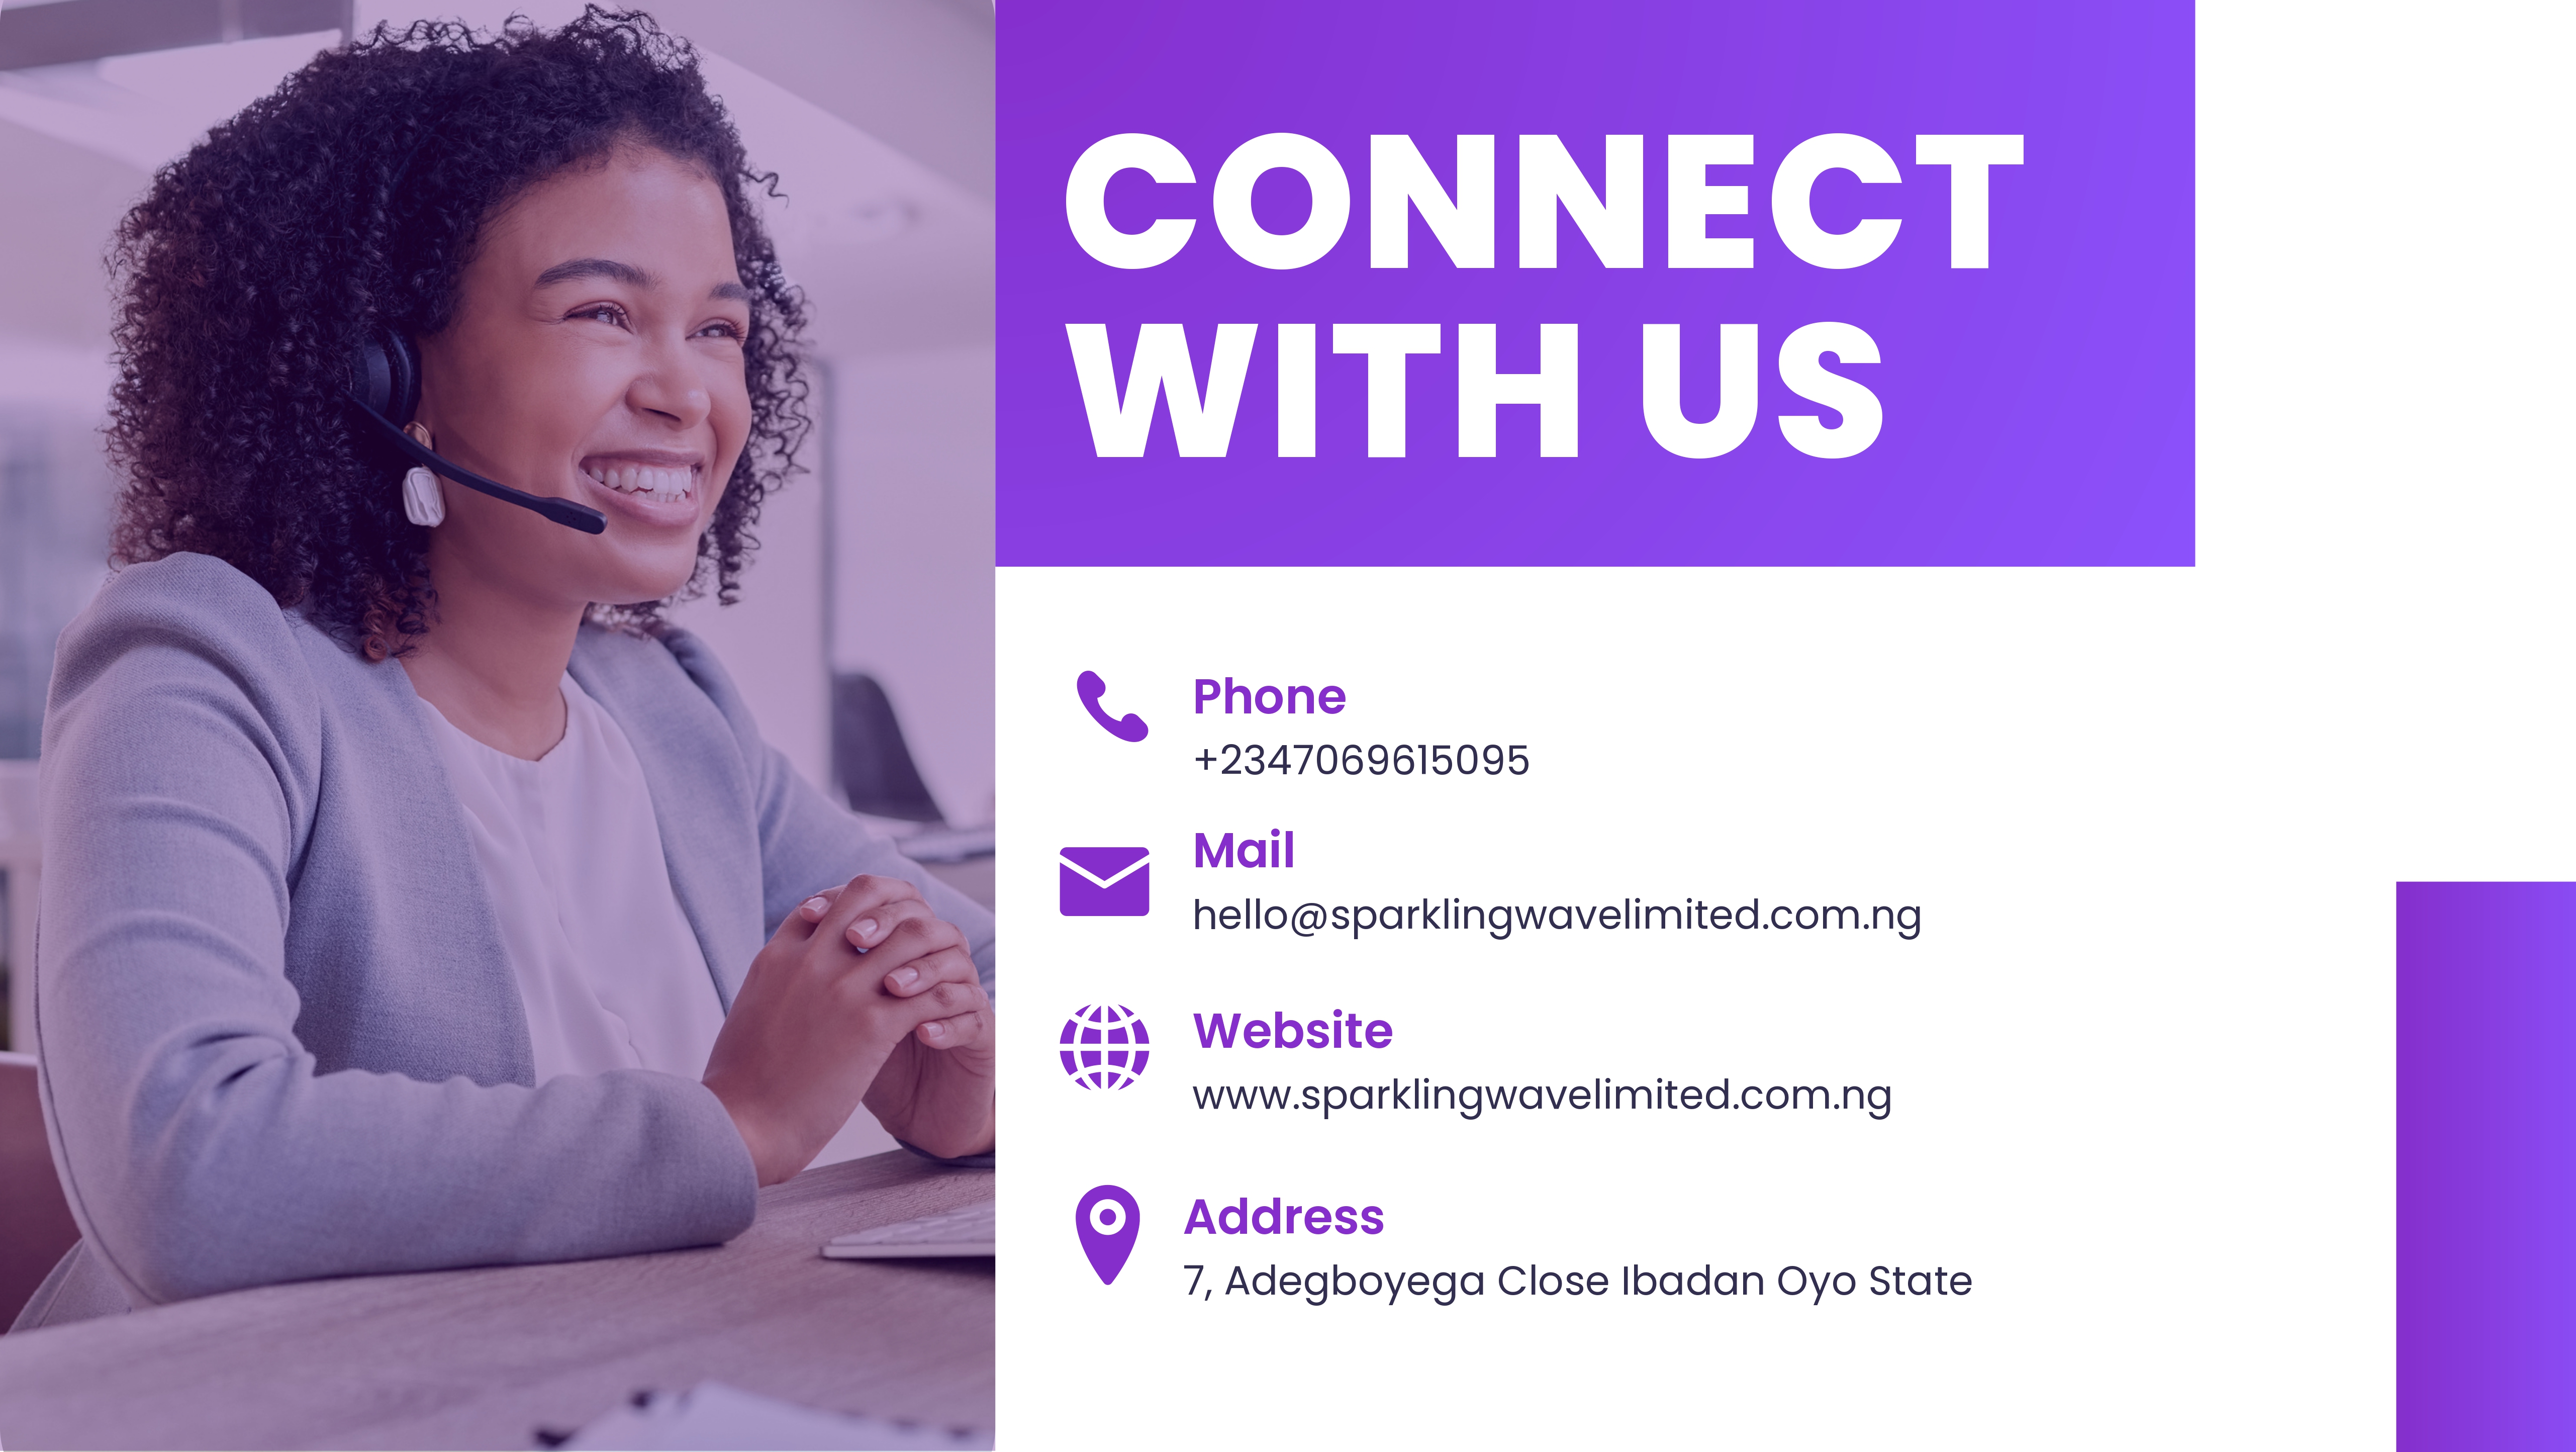 CONNECT
WITH US
Phone
+2347069615095
Mail
hello@sparklingwavelimited.com.ng
Website
www.sparklingwavelimited.com.ng
Address
7, Adegboyega Close Ibadan Oyo State